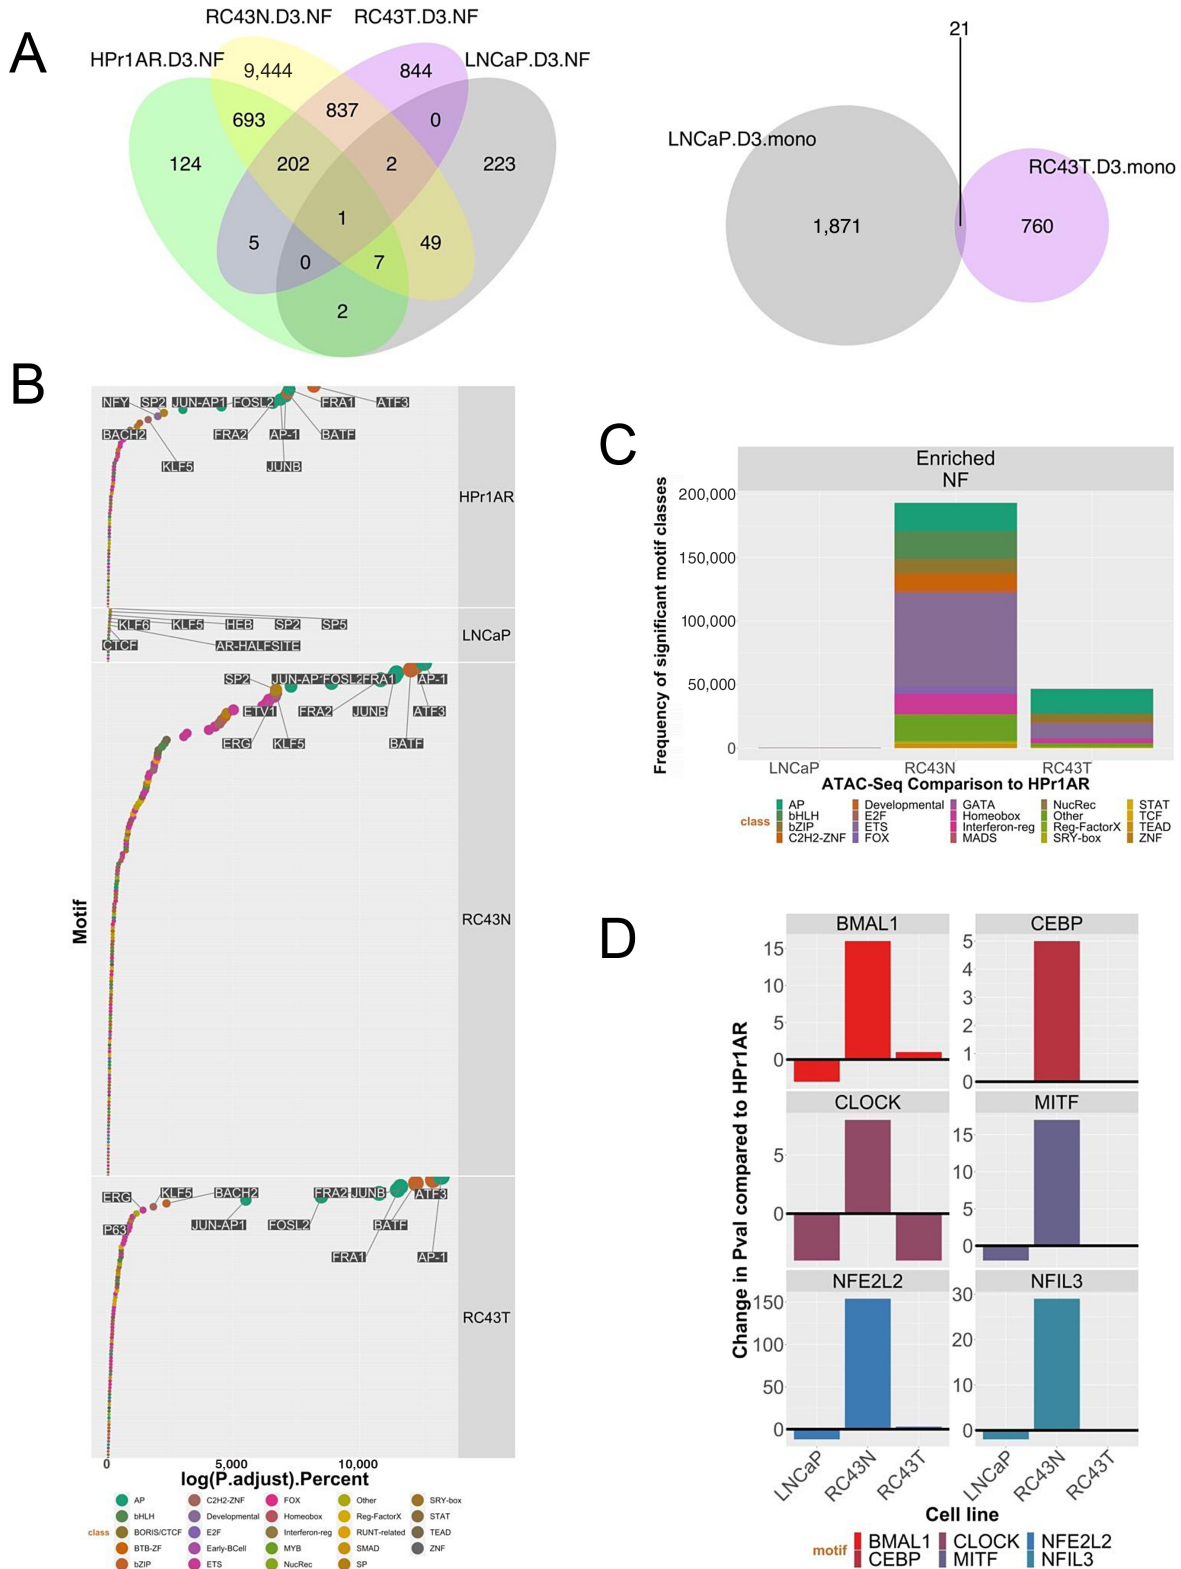 A
RC43N.D3.NF RC43T.D3.NF
HPr1AR.D3.NF LNCaP.D3.NF
9,444 844
693 837 0
124 202 2 223
1
5 0 7 49
2
21
LNCaP.D3.mono
RC43T.D3.mono
1,871 760
B
NFY SP2 JUN-AP1 FOSL2 FRA1 ATF3
BACH2 FRA2 AP-1 BATF
KLF5 JUNB
HPr1AR
KLF6 KLF5 HEB SP2 SP5
CTCF AR-HALFSITE
LNCaP
SP2 JUN-AP1 FOSL2 FRA1 AP-1
ETV1 FRA2 JUNB ATF3
ERG KLF5 BATF
RC43N
ERG KLF5 BACH2 FRA2 JUNB ATF3
P63 JUN-AP1 FOSL2 BATF
FRA1 AP-1
RC43T
Motif
0 5,000 10,000
log(P.adjust).Percent
class
AP C2H2-ZNF FOX Other SRY-box
bHLH Developmental Homeobox Reg-FactorX STAT
BORIS/CTCF E2F Interferon-reg RUNT-related TEAD
BTB-ZF Early-BCell MYB SMAD ZNF
bZIP ETS NucRec SP
C
Enriched
NF
Frequency of significant motif classes
200,000
150,000
100,000
50,000
0
LNCaP RC43N RC43T
ATAC-Seq Comparison to HPr1AR
class
AP Developmental GATA NucRec STAT
bHLH E2F Homeobox Other TCF
bZIP ETS Interferon-reg Reg-FactorX TEAD
C2H2-ZNF FOX MADS SRY-box ZNF
D
Change in Pval compared to HPr1AR
BMAL1 CEBP
15
10
5
0
5
4
3
2
1
0
CLOCK MITF
5
0
15
10
5
0
NFE2L2 NFIL3
150
100
50
0
30
20
10
0
LNCaP RC43N RC43T LNCaP RC43N RC43T
Cell line
motif
BMAL1 CLOCK NFE2L2
CEBP MITF NFIL3